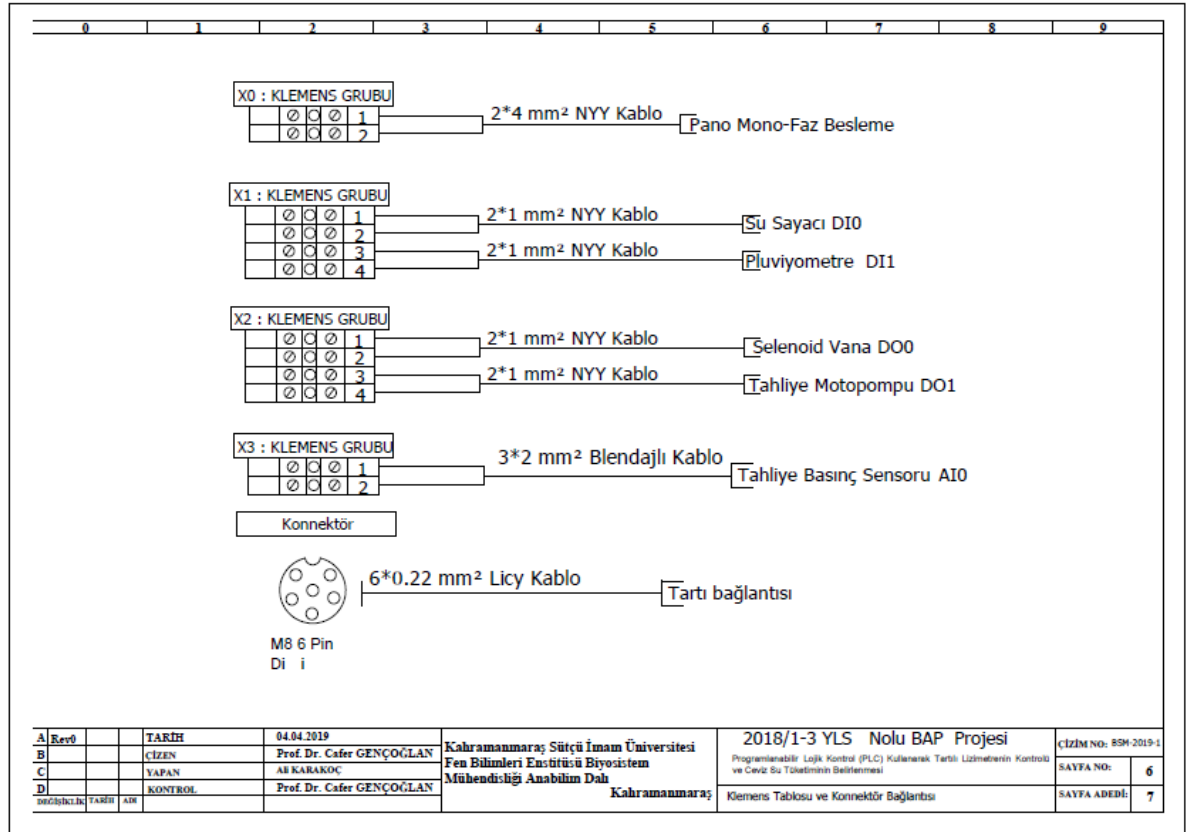 0 1 2 3 4 5 6 7 8 9
X0 : KLEMENS GRUBU
1
2
2*4 mm² NYY Kablo
Pano Mono-Faz Besleme
X1 : KLEMENS GRUBU
1
2
3
4
2*1 mm² NYY Kablo
Su Sayacı DI0
2*1 mm² NYY Kablo
Pluviyometre DI1
X2 : KLEMENS GRUBU
1
2
3
4
2*1 mm² NYY Kablo
Selenoid Vana DO0
2*1 mm² NYY Kablo
Tahliye Motopompu DO1
X3 : KLEMENS GRUBU
1
2
3*2 mm² Blendajlı Kablo
Tahliye Basınç Sensoru AI0
Konnektör
6*0.22 mm² Licy Kablo
Tartı bağlantısı
M8 6 Pin
Di i
A Rev0 TARİH 04.04.2019
B ÇİZEN Prof. Dr. Cafer GENÇOĞLAN
C YAPAN Ali KARAKOÇ
D KONTROL Prof. Dr. Cafer GENÇOĞLAN
DEĞİŞİKLİK TARİH ADI
Kahramanmaraş Sütçü İmam Üniversitesi
Fen Bilimleri Enstitüsü Biyosistem
Mühendisliği Anabilim Dalı
Kahramanmaraş
2018/1-3 YLS Nolu BAP Projesi
Programlanabilir Lojik Kontrol (PLC) Kullanarak Tartılı Lizimetrenin Kontrolü
ve Ceviz Su Tüketiminin Belirlenmesi
Klemens Tablosu ve Konnektör Bağlantısı
ÇİZİM NO: BSM-2019-1
SAYFA NO: 6
SAYFA ADEDİ: 7